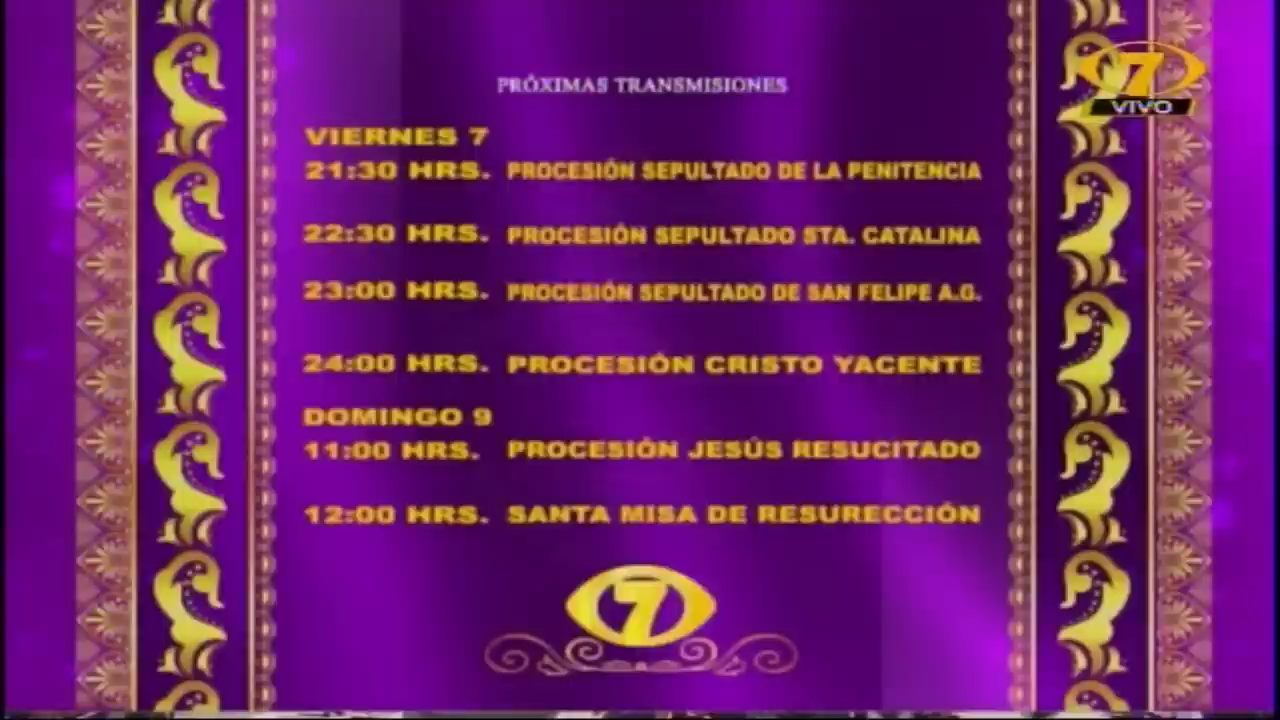 PRÓXIMAS TRANSMISIONES
7
VIVO
VIERNES 7
21:30 HRS. PROCESIÓN SEPULTADO DE LA PENITENCIA
22:30 HRS. PROCESIÓN SEPULTADO STA. CATALINA
23:00 HRS. PROCESIÓN SEPULTADO DE SAN FELIPE A.G.
24:00 HRS. PROCESIÓN CRISTO YACENTE
DOMINGO 9
11:00 HRS. PROCESIÓN JESÚS RESUCITADO
12:00 HRS. SANTA MISA DE RESURECCIÓN
7